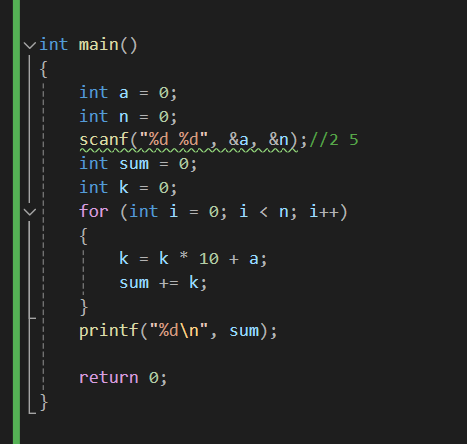 int main()
{
    int a = 0;
    int n = 0;
    scanf("%d %d", &a, &n);//2 5
    int sum = 0;
    int k = 0;
    for (int i = 0; i < n; i++)
    {
        k = k * 10 + a;
        sum += k;
    }
    printf("%d\n", sum);

    return 0;
}